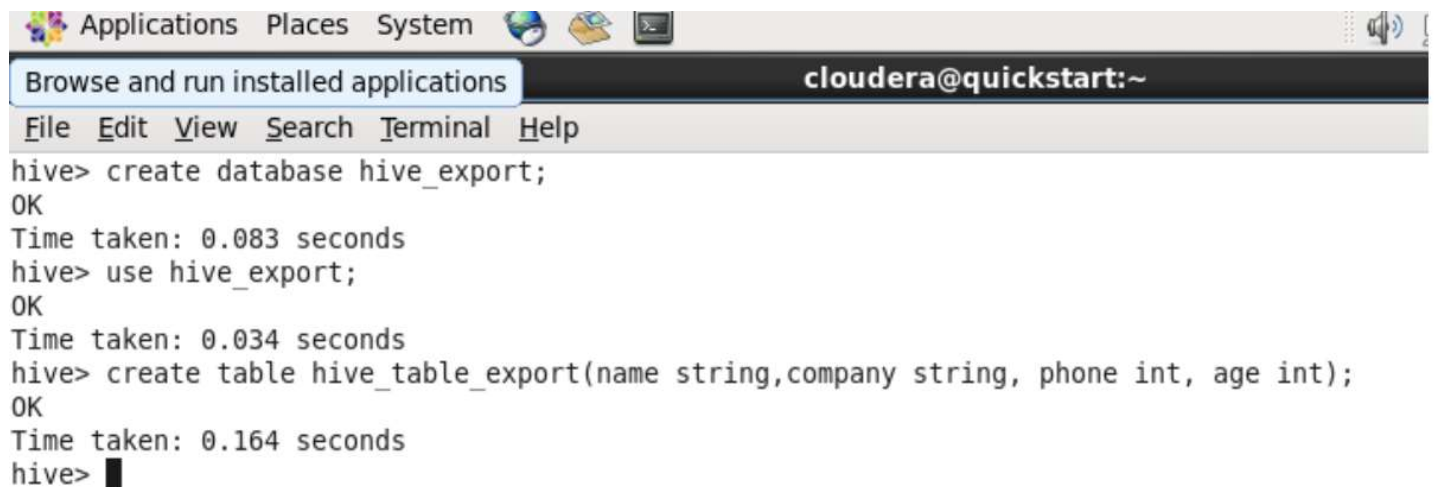 Applications Places System
Browse and run installed applications
cloudera@quickstart:~
File Edit View Search Terminal Help
hive> create database hive_export;
OK
Time taken: 0.083 seconds
hive> use hive_export;
OK
Time taken: 0.034 seconds
hive> create table hive_table_export(name string,company string, phone int, age int);
OK
Time taken: 0.164 seconds
hive>